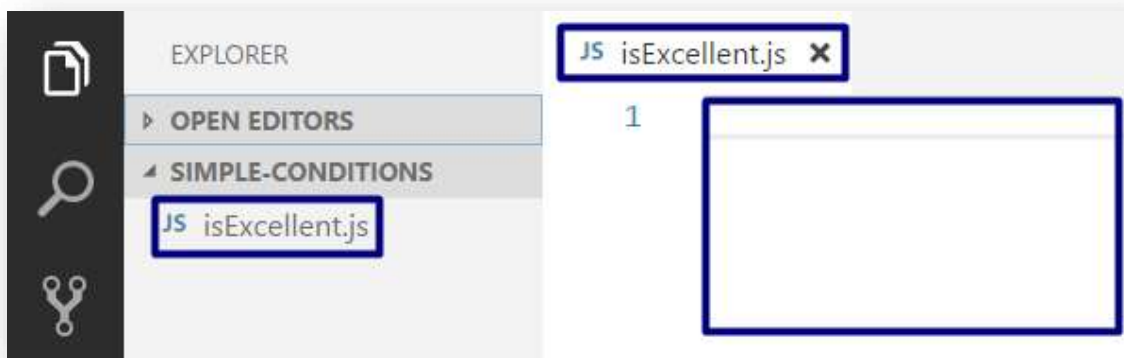 EXPLORER
OPEN EDITORS
SIMPLE-CONDITIONS
JS isExcellent.js
JS isExcellent.js
1